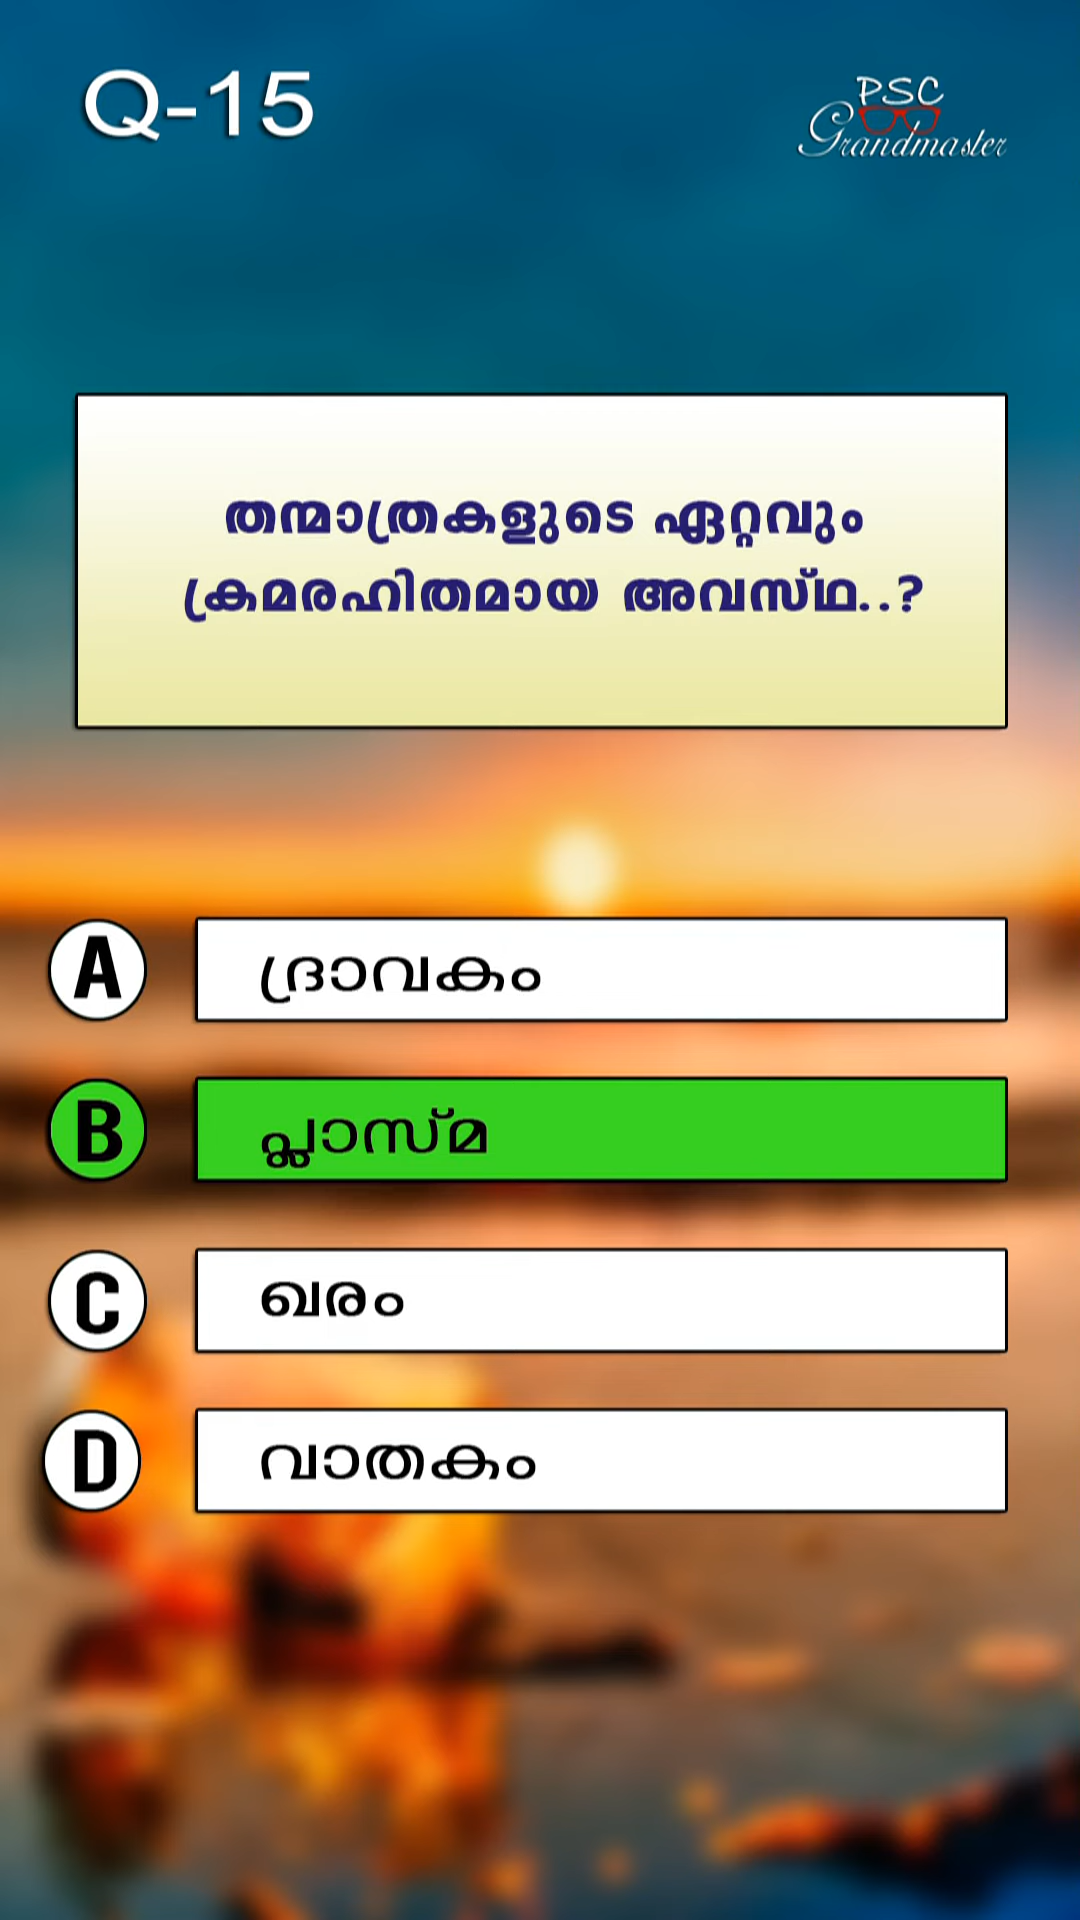 Q-15
PSC
Grandmaster
തന്മാത്രകളുടെ ഏറ്റവും
ക്രമരഹിതമായ അവസ്ഥ..?
A ദ്രാവകം
B പ്ലാസ്മ
C ഖരം
D വാതകം